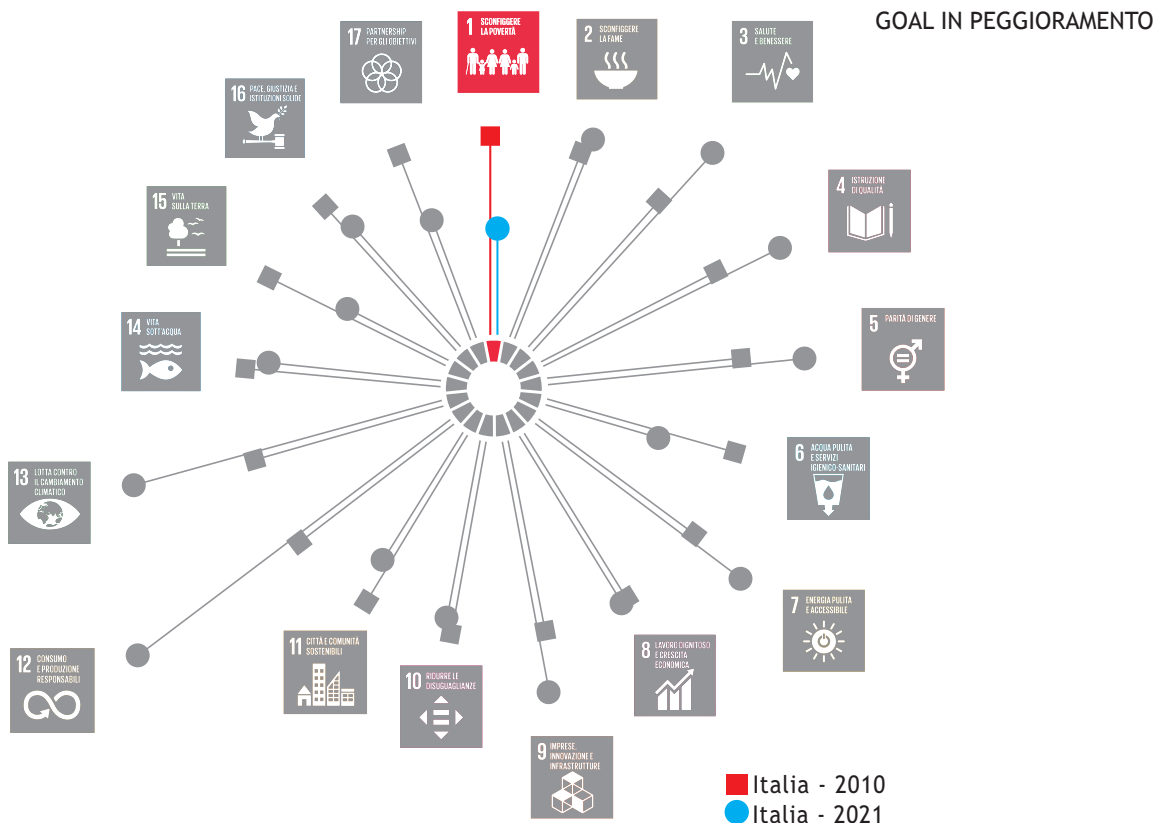 GOAL IN PEGGIORAMENTO
1 SCONFIGGERE
LA POVERTÀ
2 SCONFIGGERE
LA FAME
3 SALUTE
E BENESSERE
4 ISTRUZIONE
DI QUALITÀ
5 PARITÀ DI GENERE
6 ACQUA PULITA
E SERVIZI
IGIENICO-SANITARI
7 ENERGIA PULITA
E ACCESSIBILE
8 LAVORO DIGNITOSO
E CRESCITA
ECONOMICA
9 IMPRESE,
INNOVAZIONE E
INFRASTRUTTURE
10 RIDURRE LE
DISUGUAGLIANZE
11 CITTÀ E COMUNITÀ
SOSTENIBILI
12 CONSUMO
E PRODUZIONE
RESPONSABILI
13 LOTTA CONTRO
IL CAMBIAMENTO
CLIMATICO
14 VITA
SOTT'ACQUA
15 VITA
SULLA TERRA
16 PACE, GIUSTIZIA E
ISTITUZIONI SOLIDE
17 PARTNERSHIP
PER GLI OBIETTIVI
Italia - 2010
Italia - 2021